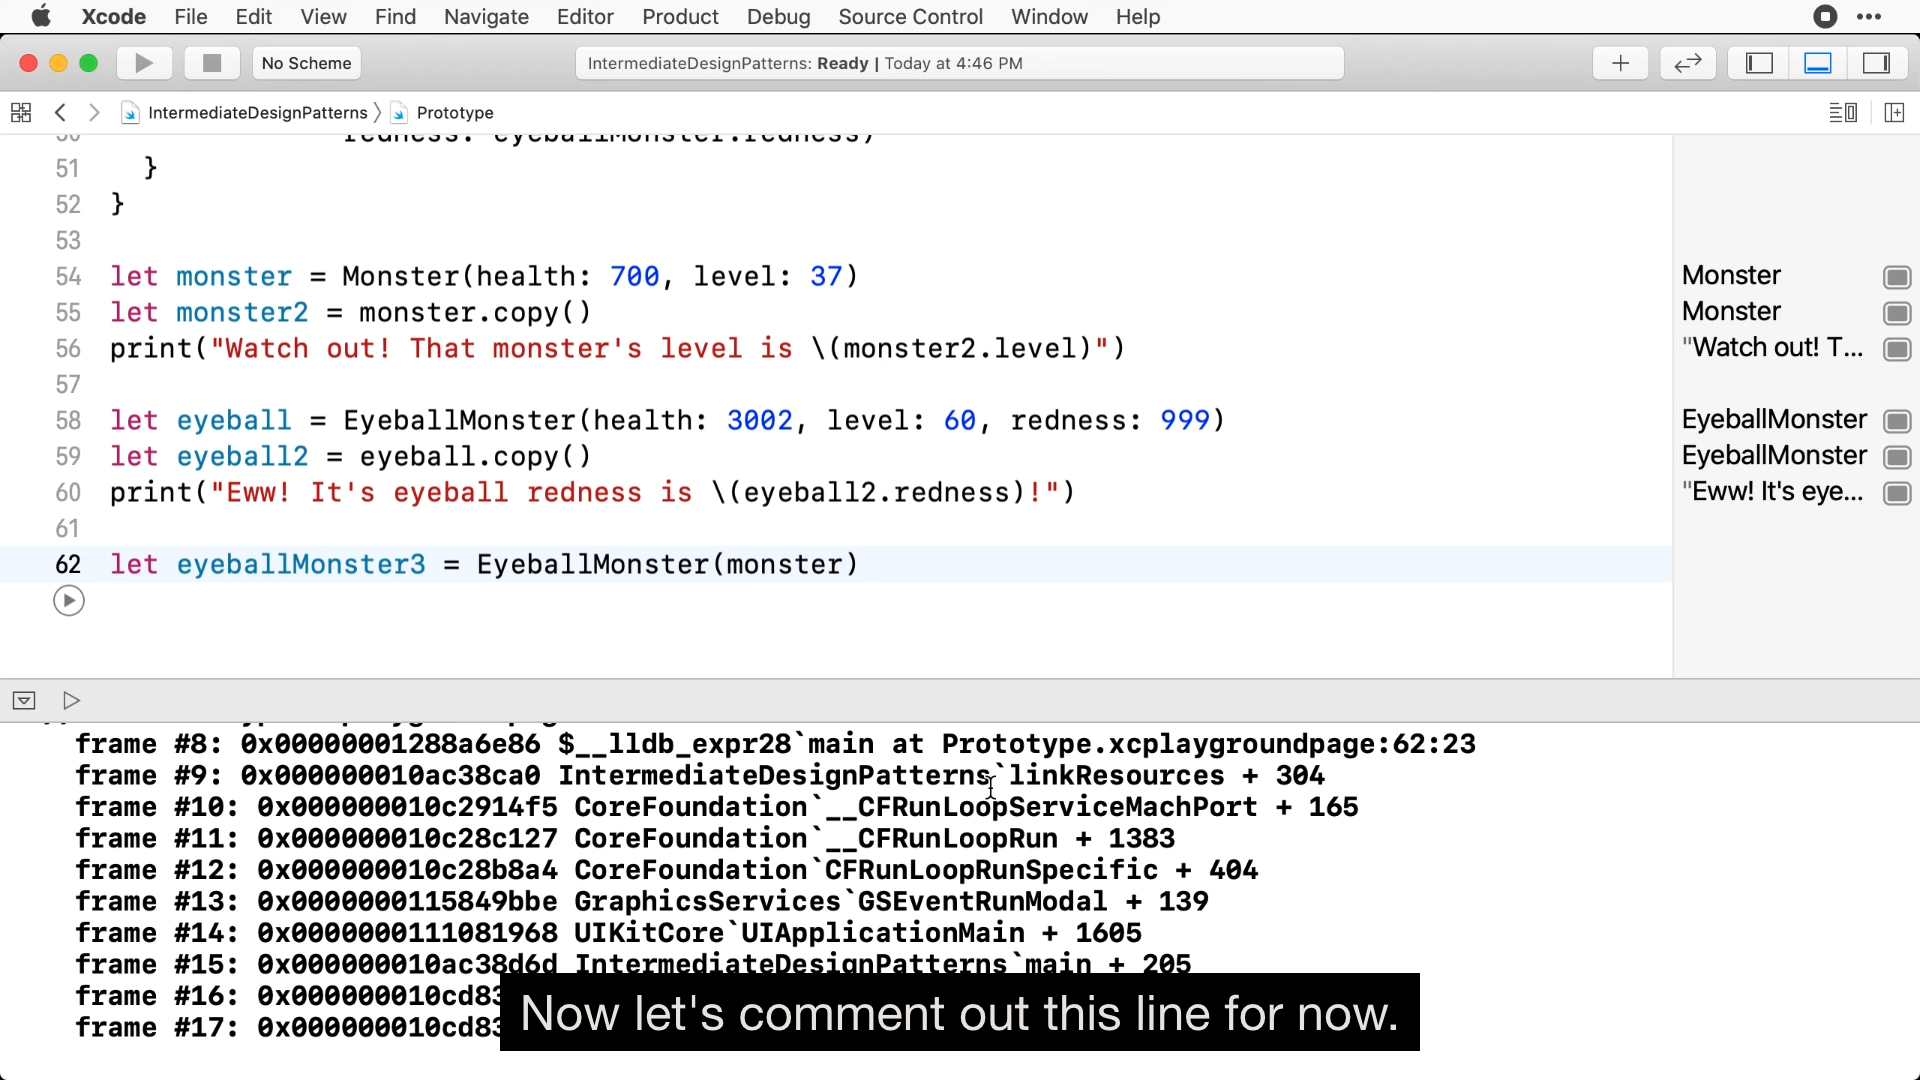 Xcode File Edit View Find Navigate Editor Product Debug Source Control Window Help
No Scheme
IntermediateDesignPatterns: Ready | Today at 4:46 PM
IntermediateDesignPatterns Prototype
50 redness: eyeballMonster.redness)
51 }
52 }
53
54 let monster = Monster(health: 700, level: 37)
Monster
55 let monster2 = monster.copy()
Monster
56 print("Watch out! That monster's level is \(monster2.level)")
"Watch out! T...
57
58 let eyeball = EyeballMonster(health: 3002, level: 60, redness: 999)
EyeballMonster
59 let eyeball2 = eyeball.copy()
EyeballMonster
60 print("Eww! It's eyeball redness is \(eyeball2.redness)!")
"Eww! It's eye...
61
62 let eyeballMonster3 = EyeballMonster(monster)
frame #8: 0x00000001288a6e86 $__lldb_expr28`main at Prototype.xcplaygroundpage:62:23
frame #9: 0x000000010ac38ca0 IntermediateDesignPatterns`linkResources + 304
frame #10: 0x000000010c2914f5 CoreFoundation`__CFRunLoopServiceMachPort + 165
frame #11: 0x000000010c28c127 CoreFoundation`__CFRunLoopRun + 1383
frame #12: 0x000000010c28b8a4 CoreFoundation`CFRunLoopRunSpecific + 404
frame #13: 0x0000000115849bbe GraphicsServices`GSEventRunModal + 139
frame #14: 0x0000000111081968 UIKitCore`UIApplicationMain + 1605
frame #15: 0x000000010ac38d6d IntermediateDesignPatterns`main + 205
frame #16: 0x000000010cd83
frame #17: 0x000000010cd83
Now let's comment out this line for now.